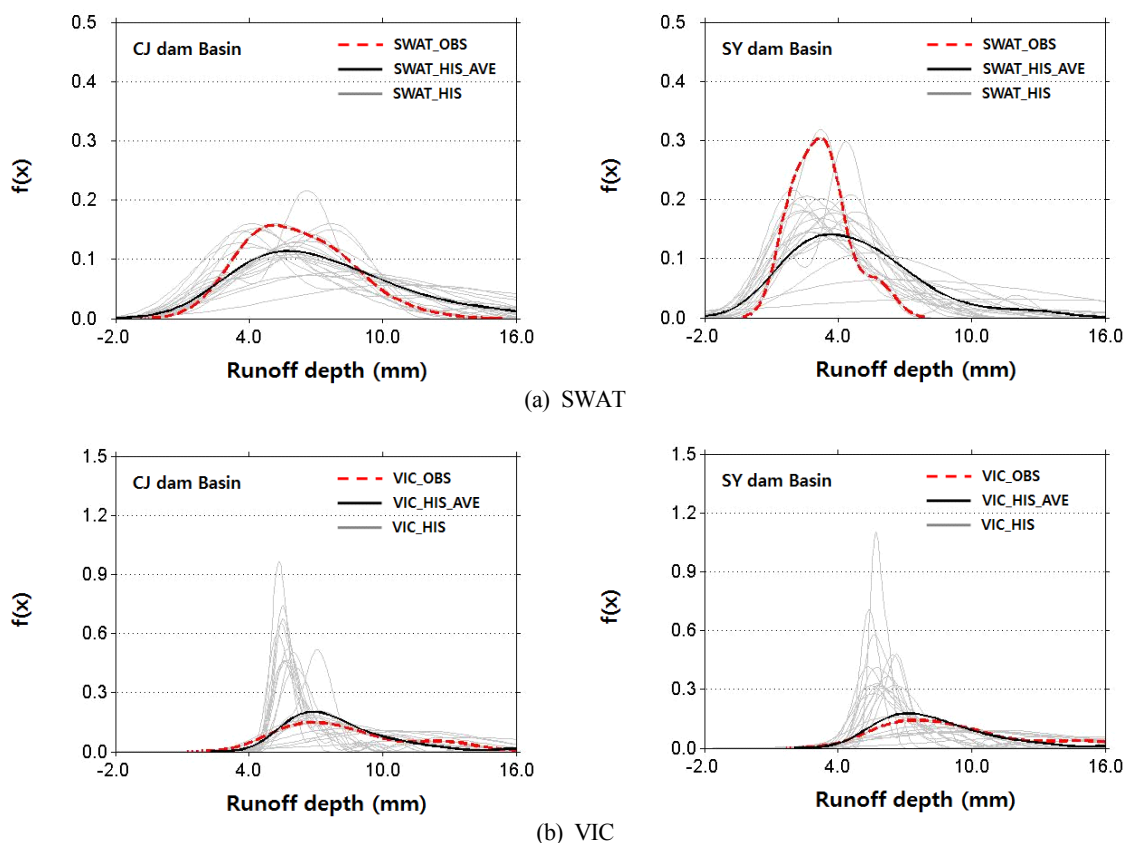 0.5
0.4
0.3
0.2
0.1
0.0
f(x)
CJ dam Basin
SWAT_OBS
SWAT_HIS_AVE
SWAT_HIS
-2.0 4.0 10.0 16.0
Runoff depth (mm)
0.5
0.4
0.3
0.2
0.1
0.0
f(x)
SY dam Basin
SWAT_OBS
SWAT_HIS_AVE
SWAT_HIS
-2.0 4.0 10.0 16.0
Runoff depth (mm)
(a) SWAT
1.5
1.2
0.9
0.6
0.3
0.0
f(x)
CJ dam Basin
VIC_OBS
VIC_HIS_AVE
VIC_HIS
-2.0 4.0 10.0 16.0
Runoff depth (mm)
1.5
1.2
0.9
0.6
0.3
0.0
f(x)
SY dam Basin
VIC_OBS
VIC_HIS_AVE
VIC_HIS
-2.0 4.0 10.0 16.0
Runoff depth (mm)
(b) VIC